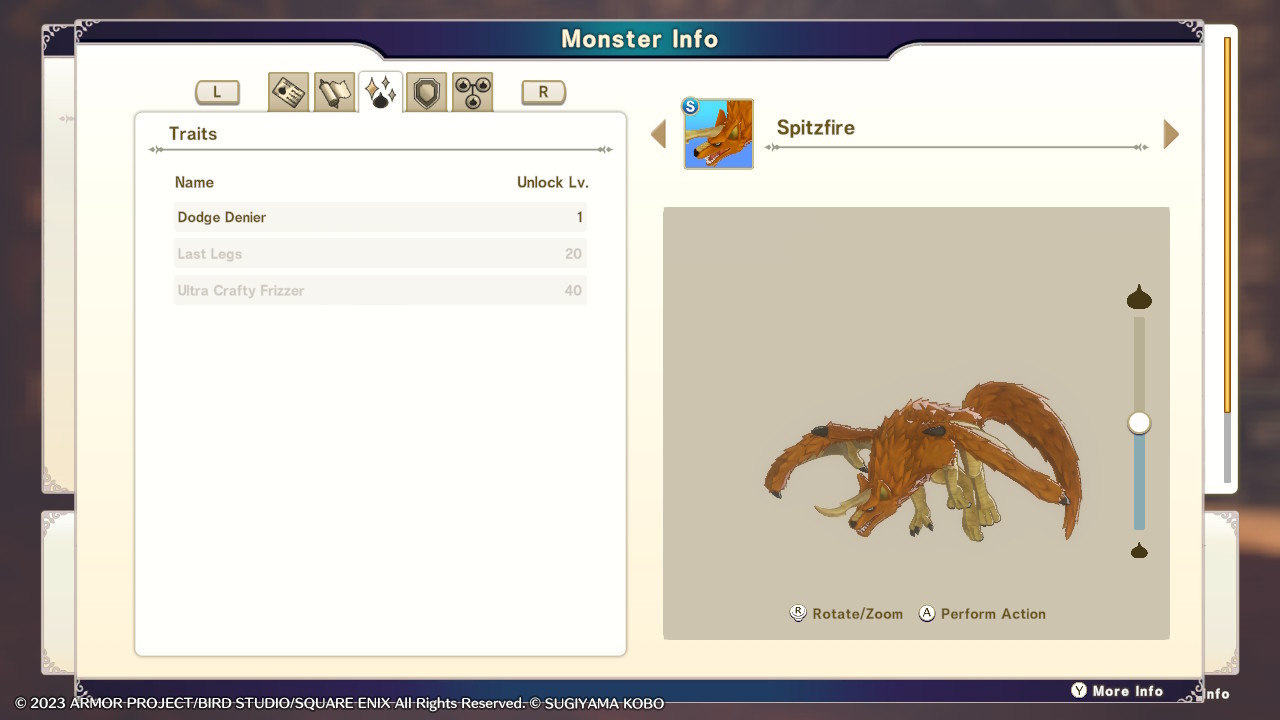 Monster Info
L
R
Traits
Name Unlock Lv.
Dodge Denier 1
Last Legs 20
Ultra Crafty Frizzer 40
S
Spitzfire
R Rotate/Zoom A Perform Action
Y More Info
nfo
© 2023 ARMOR PROJECT/BIRD STUDIO/SQUARE ENIX All Rights Reserved. © SUGIYAMA KOBO